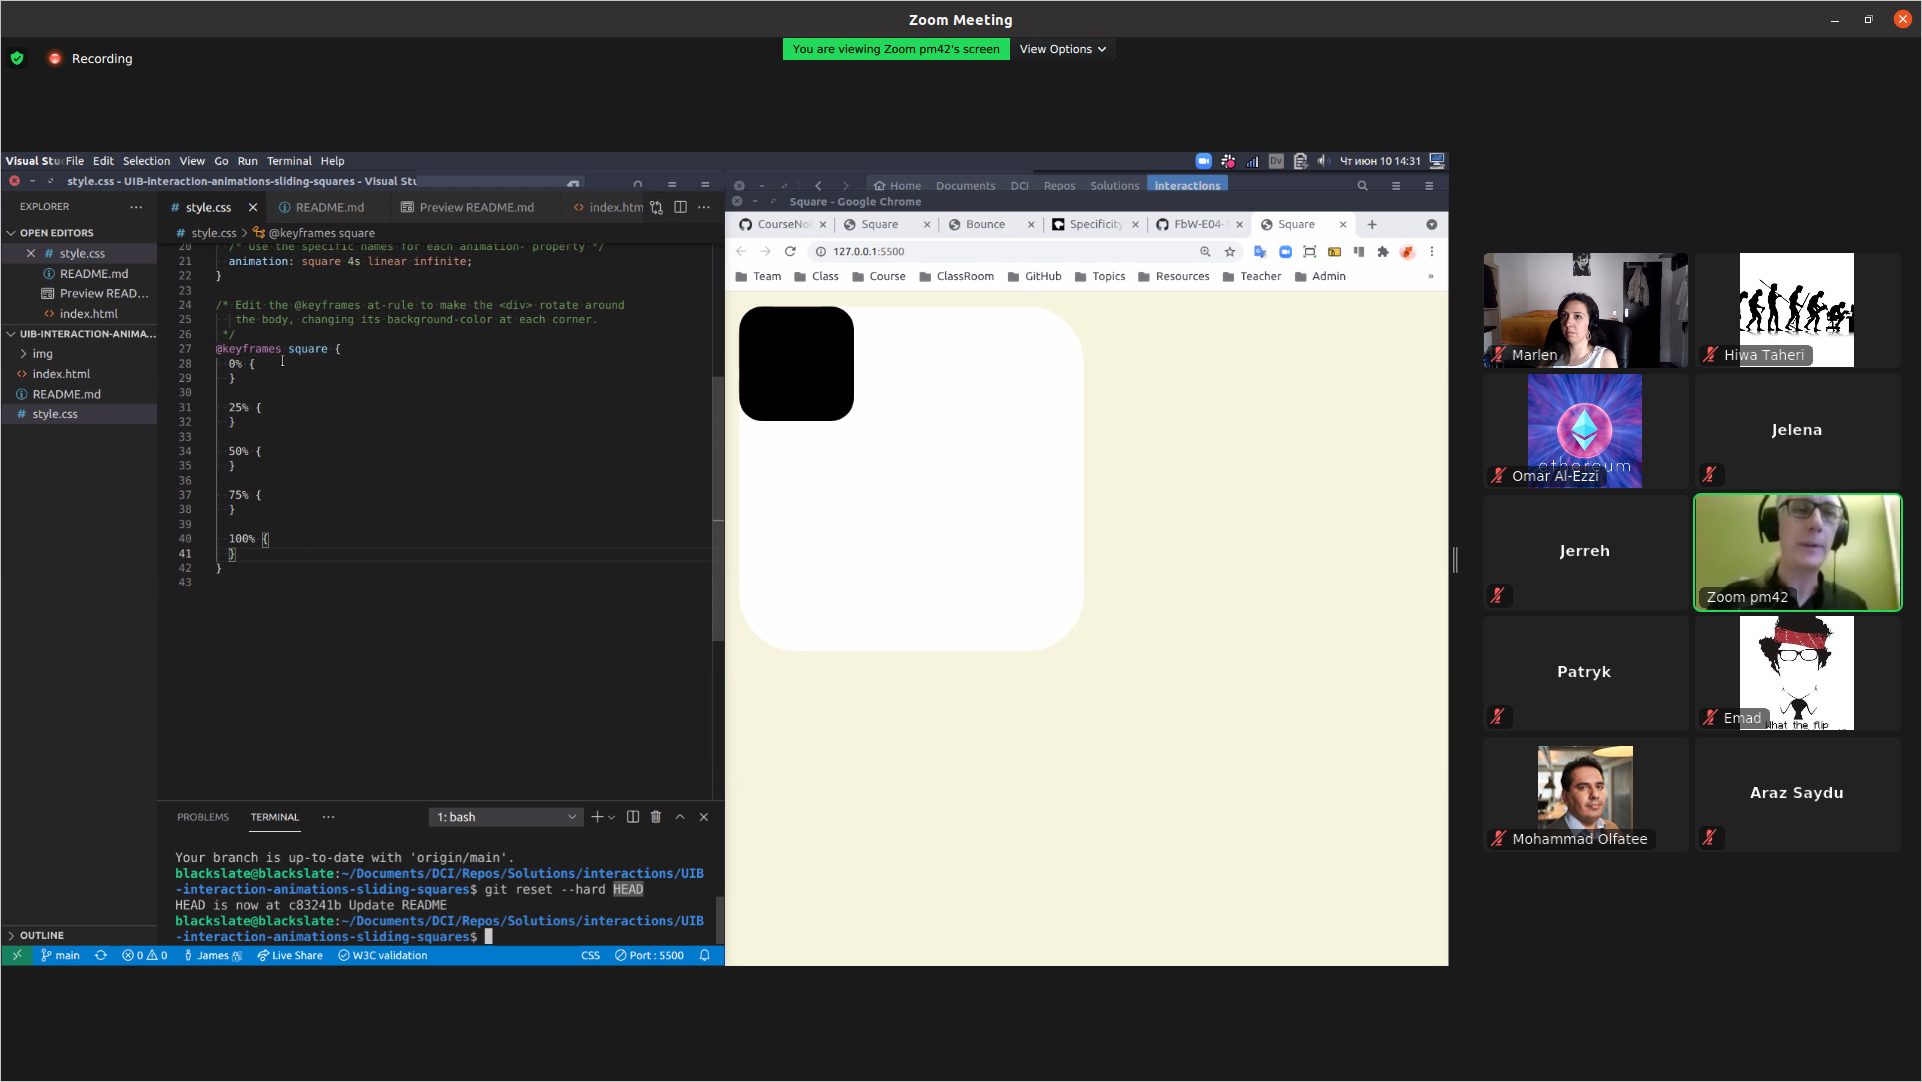 Zoom Meeting
Recording
You are viewing Zoom pm42's screen
View Options
Visual Stu File Edit Selection View Go Run Terminal Help
Dv
Чт июн 10 14:31
style.css - UIB-interaction-animations-sliding-squares - Visual Stu
EXPLORER
OPEN EDITORS
# style.css
README.md
Preview READ...
<> index.html
UIB-INTERACTION-ANIMA...
img
<> index.html
README.md
# style.css
OUTLINE
# style.css
README.md
Preview README.md
<> index.htm
# style.css > @keyframes square
20 /* Use the specific names for each animation- property */
21 animation: square 4s linear infinite;
22 }
23
24 /* Edit the @keyframes at-rule to make the <div> rotate around
25 the body, changing its background-color at each corner.
26 */
27 @keyframes square {
28 0% {
29 }
30
31 25% {
32 }
33
34 50% {
35 }
36
37 75% {
38 }
39
40 100% {
41 }
42 }
43
PROBLEMS TERMINAL
1: bash
Your branch is up-to-date with 'origin/main'.
blackslate@blackslate:~/Documents/DCI/Repos/Solutions/interactions/UIB
-interaction-animations-sliding-squares$ git reset --hard HEAD
HEAD is now at c83241b Update README
blackslate@blackslate:~/Documents/DCI/Repos/Solutions/interactions/UIB
-interaction-animations-sliding-squares$
main 0 0 James Live Share W3C validation CSS Port : 5500
Home Documents DCI Repos Solutions interactions
Square - Google Chrome
CourseNot
Square
Bounce
Specificity
FbW-E04-1
Square
127.0.0.1:5500
Team Class Course ClassRoom GitHub Topics Resources Teacher Admin »
Marlen
Hiwa Taheri
ethereum
Omar Al-Ezzi
Jelena
Jerreh
Zoom pm42
Patryk
What the flip
Emad
Mohammad Olfatee
Araz Saydu